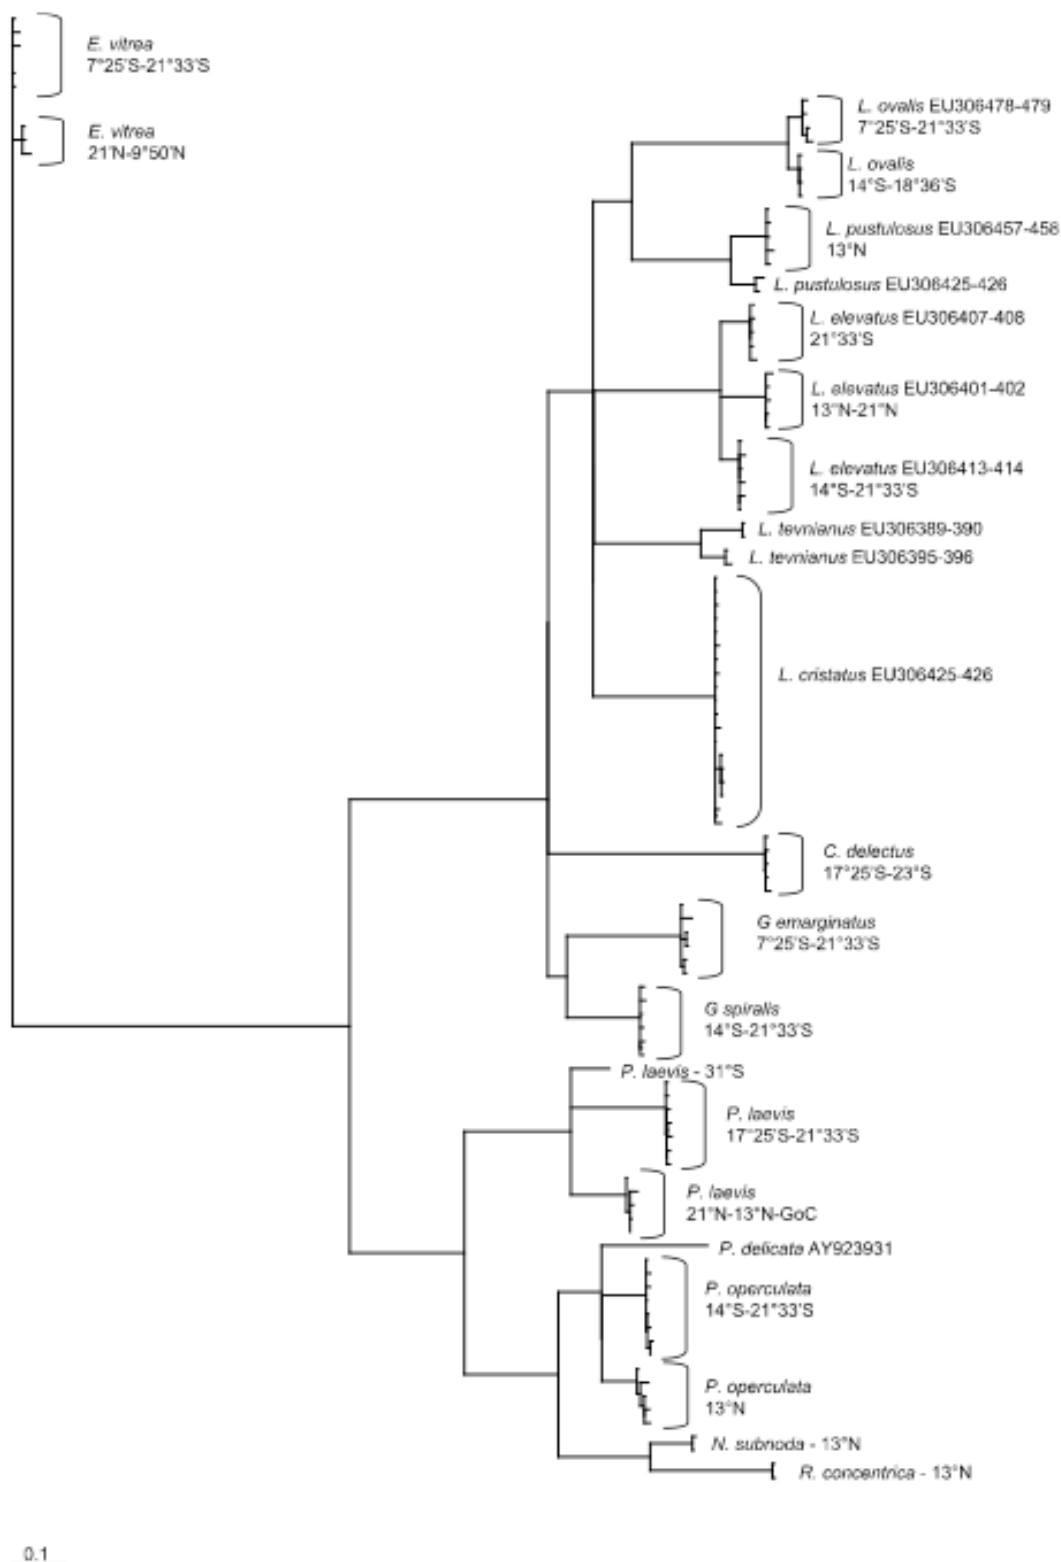 E. vitrea
7°25'S-21°33'S
E. vitrea
21'N-9°50'N
L. ovalis EU306478-479
7°25'S-21°33'S
L. ovalis
14°S-18°36'S
L. pustulosus EU306457-458
13°N
L. pustulosus EU306425-426
L. elevatus EU306407-408
21°33'S
L. elevatus EU306401-402
13°N-21°N
L. elevatus EU306413-414
14°S-21°33'S
L. tevnianus EU306389-390
L. tevnianus EU306395-396
L. cristatus EU306425-426
C. delectus
17°25'S-23°S
G emarginatus
7°25'S-21°33'S
G spiralis
14°S-21°33'S
P. laevis - 31°S
P. laevis
17°25'S-21°33'S
P. laevis
21°N-13°N-GoC
P. delicata AY923931
P. operculata
14°S-21°33'S
P. operculata
13°N
N. subnoda - 13°N
R. concentrica - 13°N
0.1